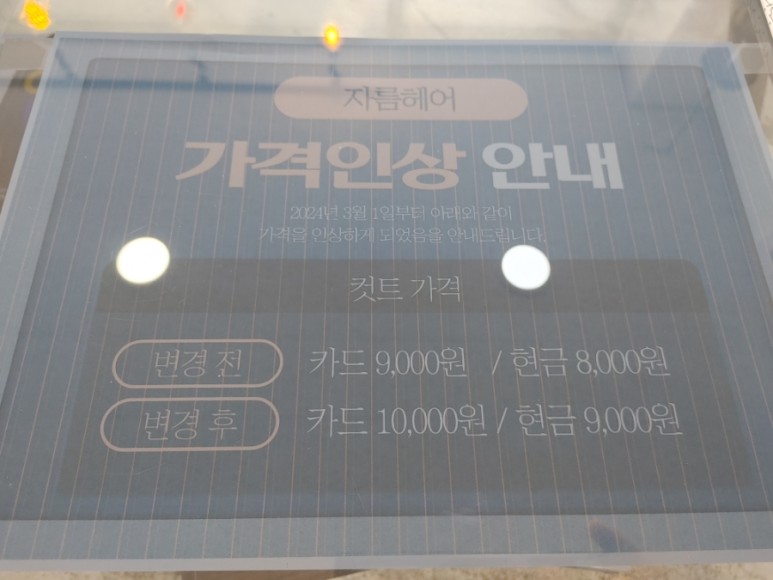 자름헤어
가격인상 안내
2024년 3월 1일부터 아래와 같이
가격을 인상하게 되었음을 안내드립니다.
컷트 가격
변경 전 카드 9,000원 / 현금 8,000원
변경 후 카드 10,000원 / 현금 9,000원